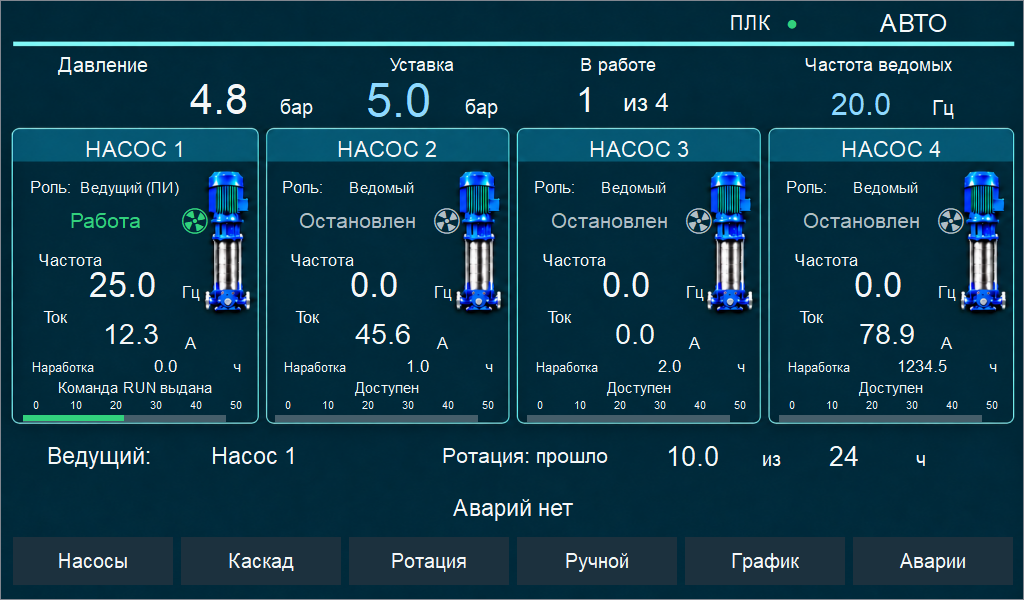 ПЛК АВТО
Давление Уставка В работе Частота ведомых
4.8 бар 5.0 бар 1 из 4 20.0 Гц
НАСОС 1
Роль: Ведущий (ПИ)
Работа
Частота
25.0 Гц
Ток
12.3 А
Наработка 0.0 ч
Команда RUN выдана
0 10 20 30 40 50
НАСОС 2
Роль: Ведомый
Остановлен
Частота
0.0 Гц
Ток
45.6 А
Наработка 1.0 ч
Доступен
0 10 20 30 40 50
НАСОС 3
Роль: Ведомый
Остановлен
Частота
0.0 Гц
Ток
0.0 А
Наработка 2.0 ч
Доступен
0 10 20 30 40 50
НАСОС 4
Роль: Ведомый
Остановлен
Частота
0.0 Гц
Ток
78.9 А
Наработка 1234.5 ч
Доступен
0 10 20 30 40 50
Ведущий: Насос 1 Ротация: прошло 10.0 из 24 ч
Аварий нет
Насосы Каскад Ротация Ручной График Аварии